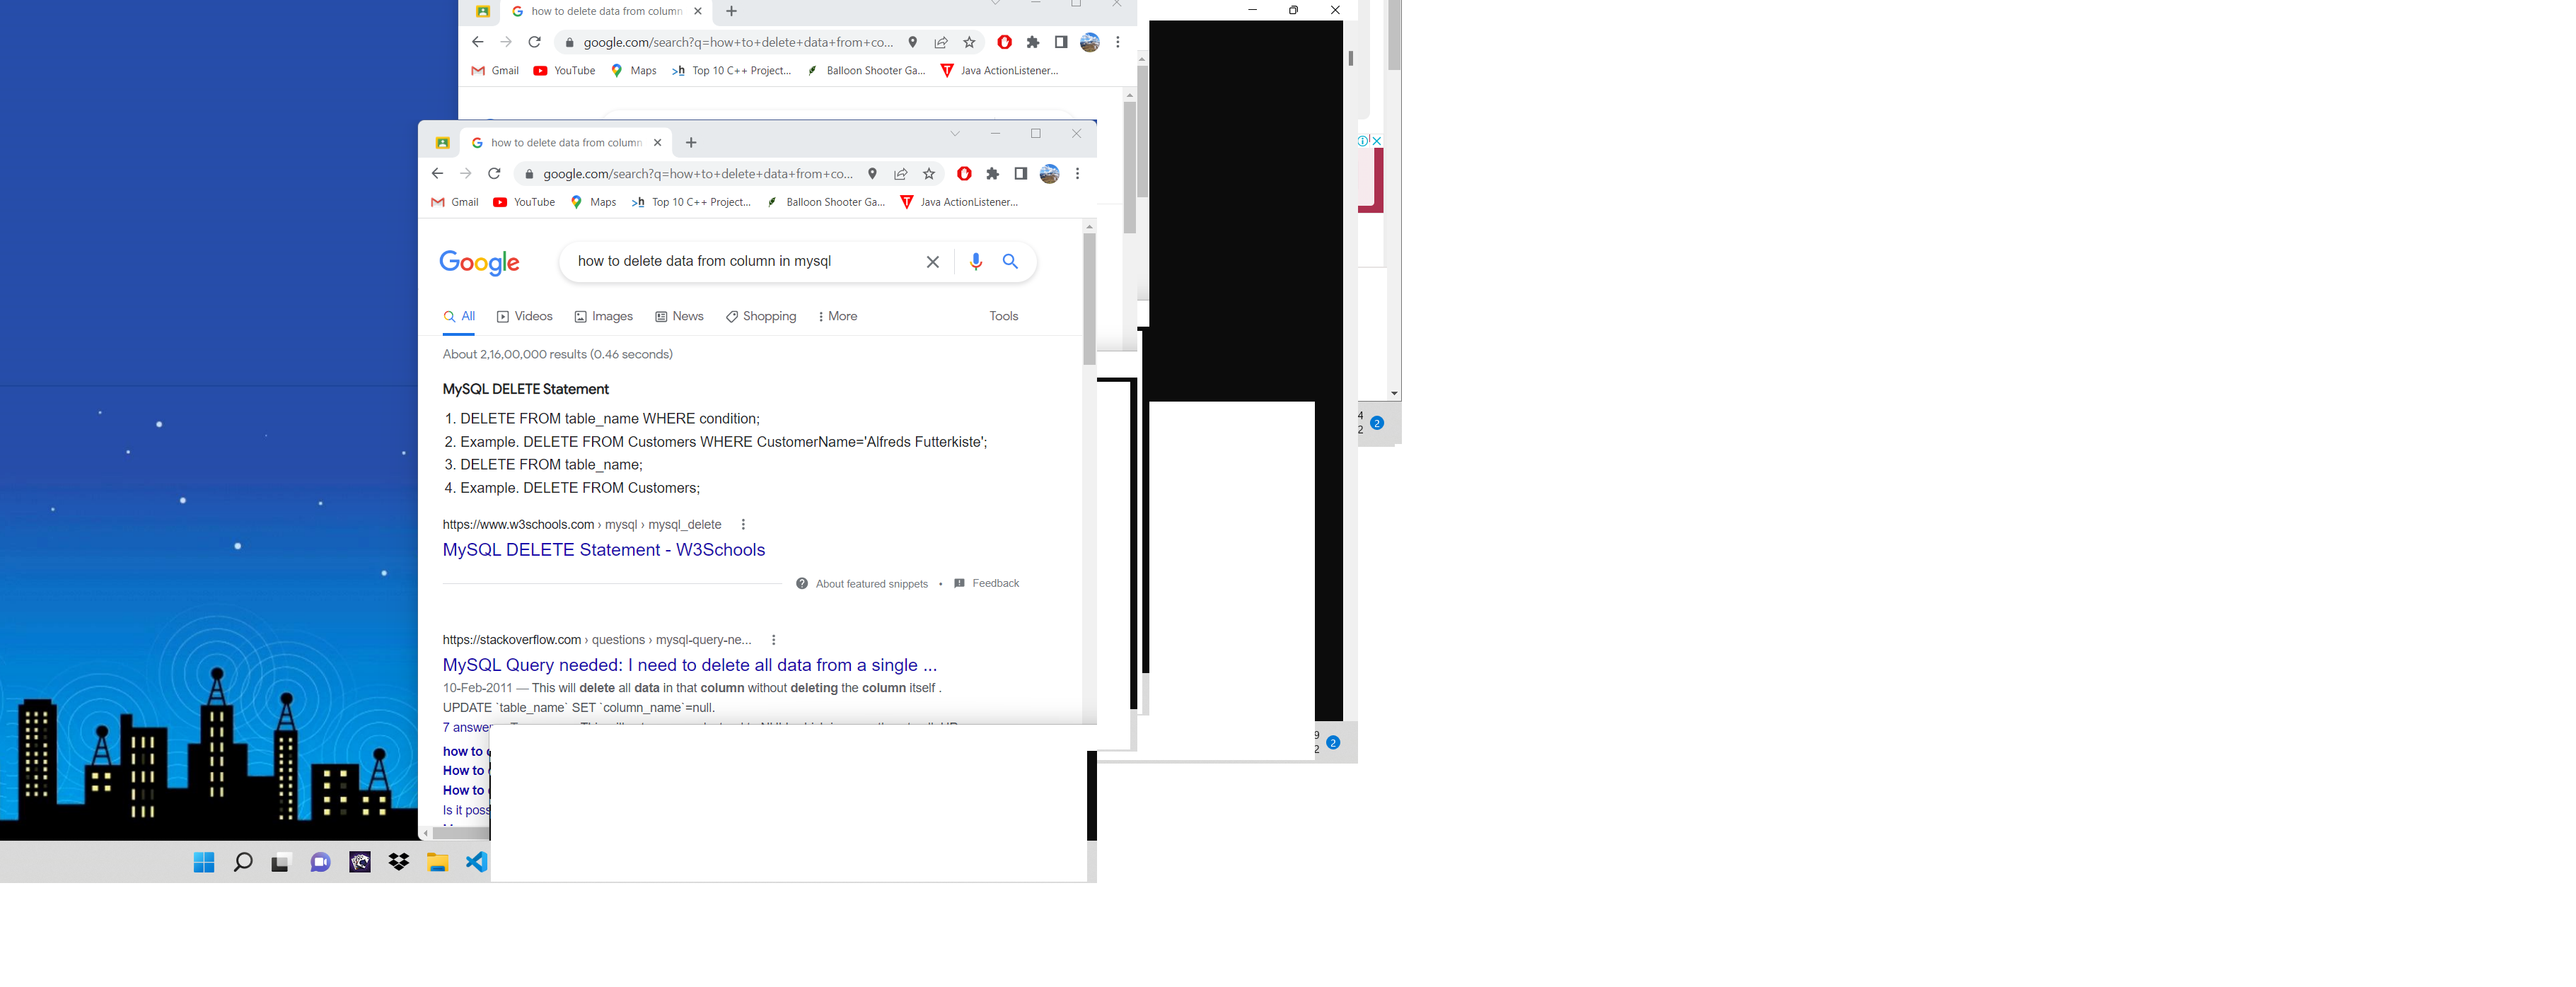 how to delete data from column
google.com/search?q=how+to+delete+data+from+co...
Gmail YouTube Maps >h Top 10 C++ Project... Balloon Shooter Ga... Java ActionListener...
how to delete data from column
google.com/search?q=how+to+delete+data+from+co...
Gmail YouTube Maps >h Top 10 C++ Project... Balloon Shooter Ga... Java ActionListener...
Google
how to delete data from column in mysql
All Videos Images News Shopping More Tools
About 2,16,00,000 results (0.46 seconds)
MySQL DELETE Statement
1. DELETE FROM table_name WHERE condition;
2. Example. DELETE FROM Customers WHERE CustomerName='Alfreds Futterkiste';
3. DELETE FROM table_name;
4. Example. DELETE FROM Customers;
https://www.w3schools.com › mysql › mysql_delete
MySQL DELETE Statement - W3Schools
About featured snippets • Feedback
https://stackoverflow.com › questions › mysql-query-ne...
MySQL Query needed: I need to delete all data from a single ...
10-Feb-2011 — This will delete all data in that column without deleting the column itself .
UPDATE `table_name` SET `column_name`=null.
7
how to
How to
How to
Is it
4
2 2
9
2 2